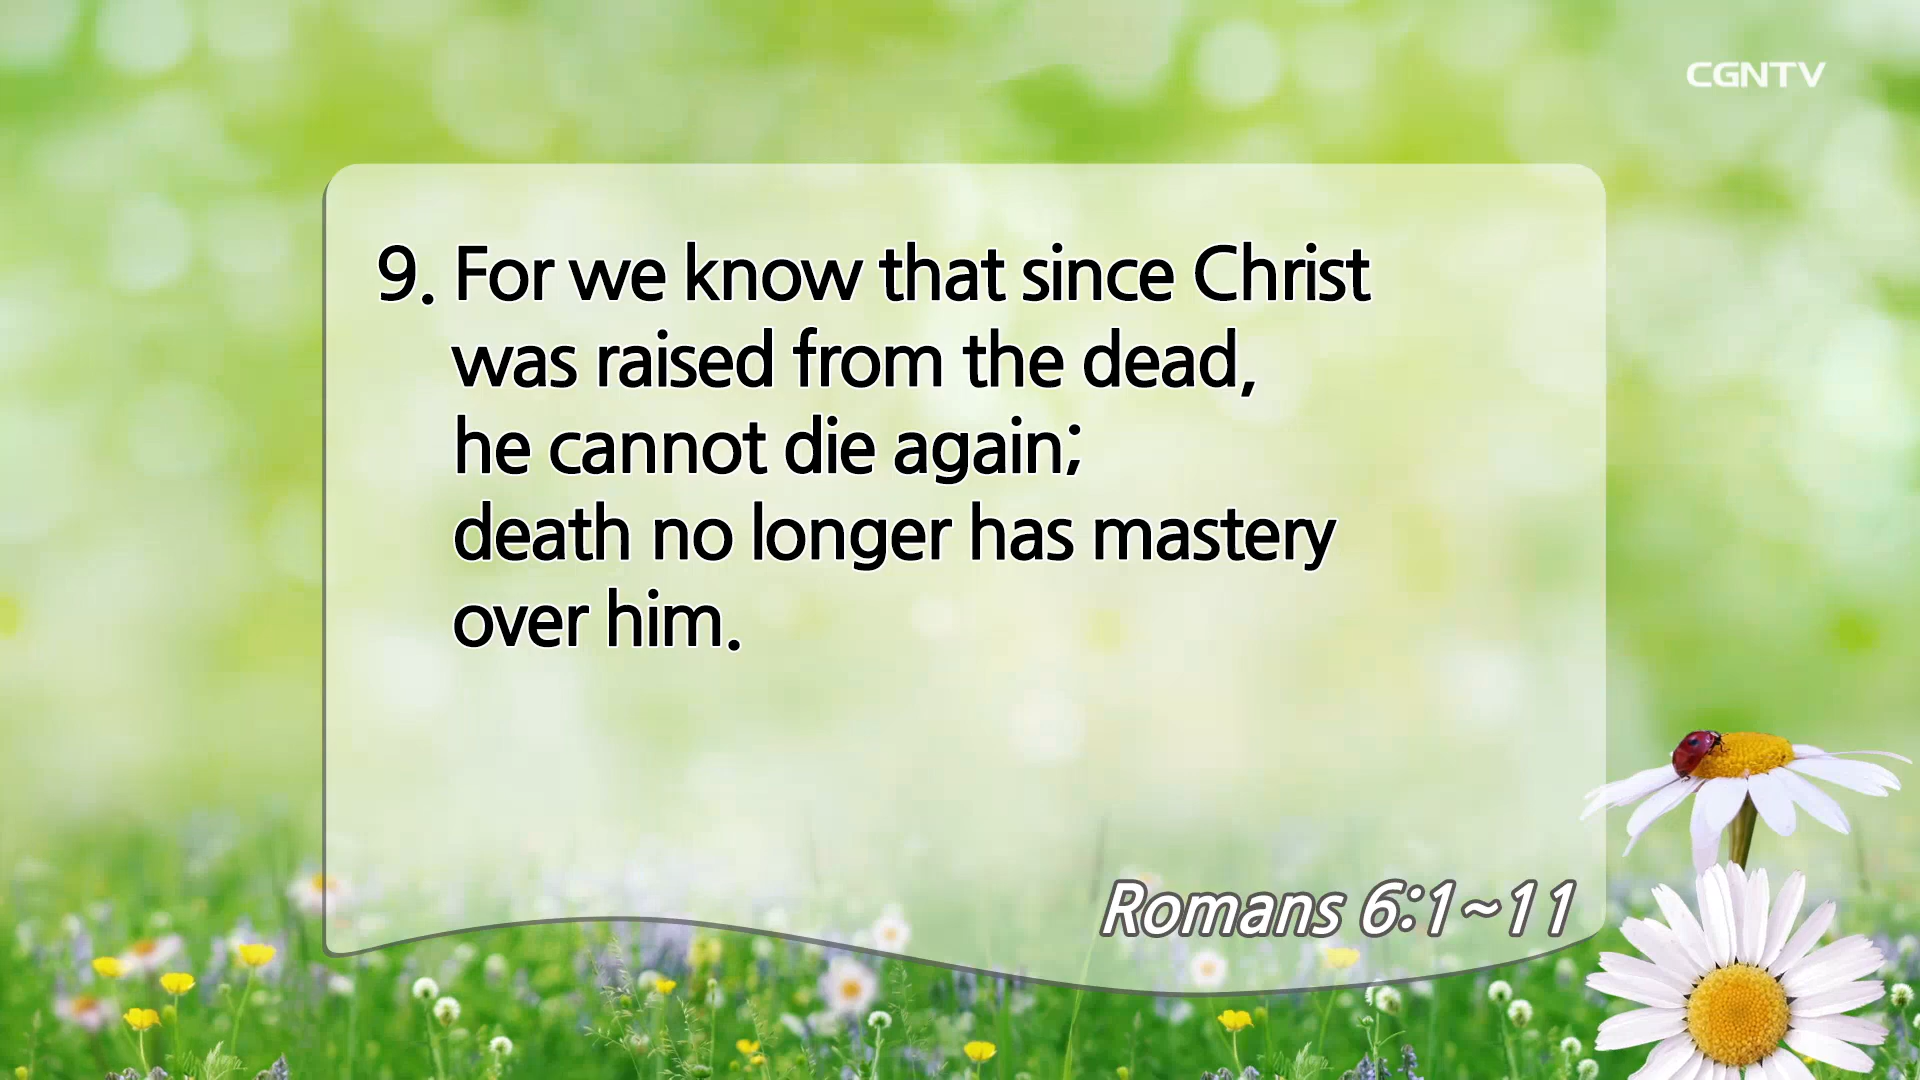 CGNTV
9. For we know that since Christ
was raised from the dead,
he cannot die again;
death no longer has mastery
over him.
Romans 6:1~11